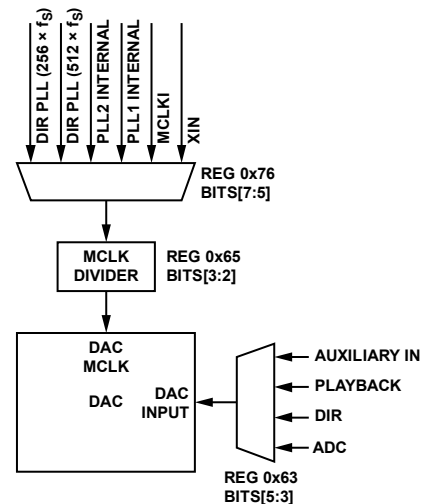 DIR PLL (256 × fS)
DIR PLL (512 × fS)
PLL2 INTERNAL
PLL1 INTERNAL
MCLKI
XIN
REG 0x76
BITS[7:5]
MCLK
DIVIDER
REG 0x65
BITS[3:2]
DAC
MCLK
DAC
DAC
INPUT
AUXILIARY IN
PLAYBACK
DIR
ADC
REG 0x63
BITS[5:3]